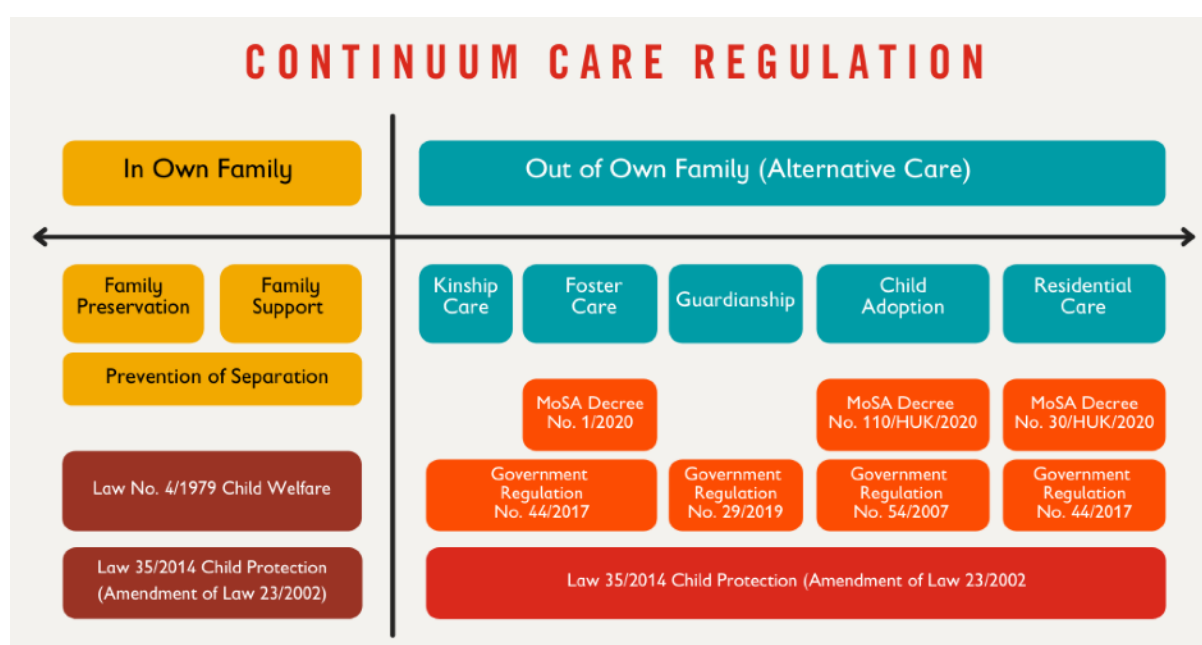 CONTINUUM CARE REGULATION
In Own Family
Out of Own Family (Alternative Care)
Family
Preservation
Family
Support
Kinship
Care
Foster
Care
Guardianship
Child
Adoption
Residential
Care
Prevention of Separation
MoSA Decree
No. 1/2020
MoSA Decree
No. 110/HUK/2020
MoSA Decree
No. 30/HUK/2020
Law No. 4/1979 Child Welfare
Government
Regulation
No. 44/2017
Government
Regulation
No. 29/2019
Government
Regulation
No. 54/2007
Government
Regulation
No. 44/2017
Law 35/2014 Child Protection
(Amendment of Law 23/2002)
Law 35/2014 Child Protection (Amendment of Law 23/2002